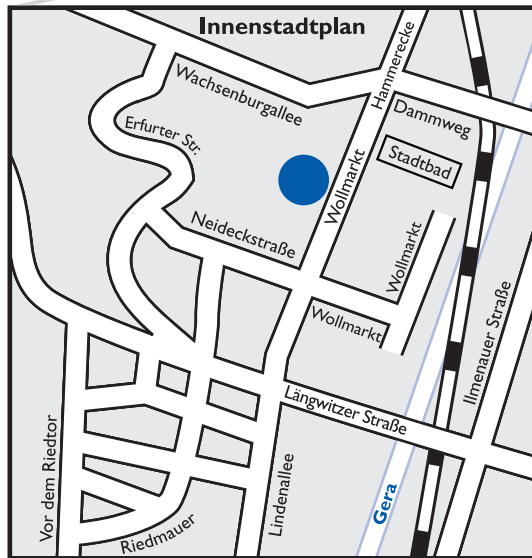 Innenstadtplan
Hammerecke
Wachsenburgallee
Dammweg
Erfurter Str.
Stadtbad
Wollmarkt
Neideckstraße
Wollmarkt
Wollmarkt
Ilmenauer Straße
Längwitzer Straße
Vor dem Riedtor
Lindenallee
Gera
Riedmauer